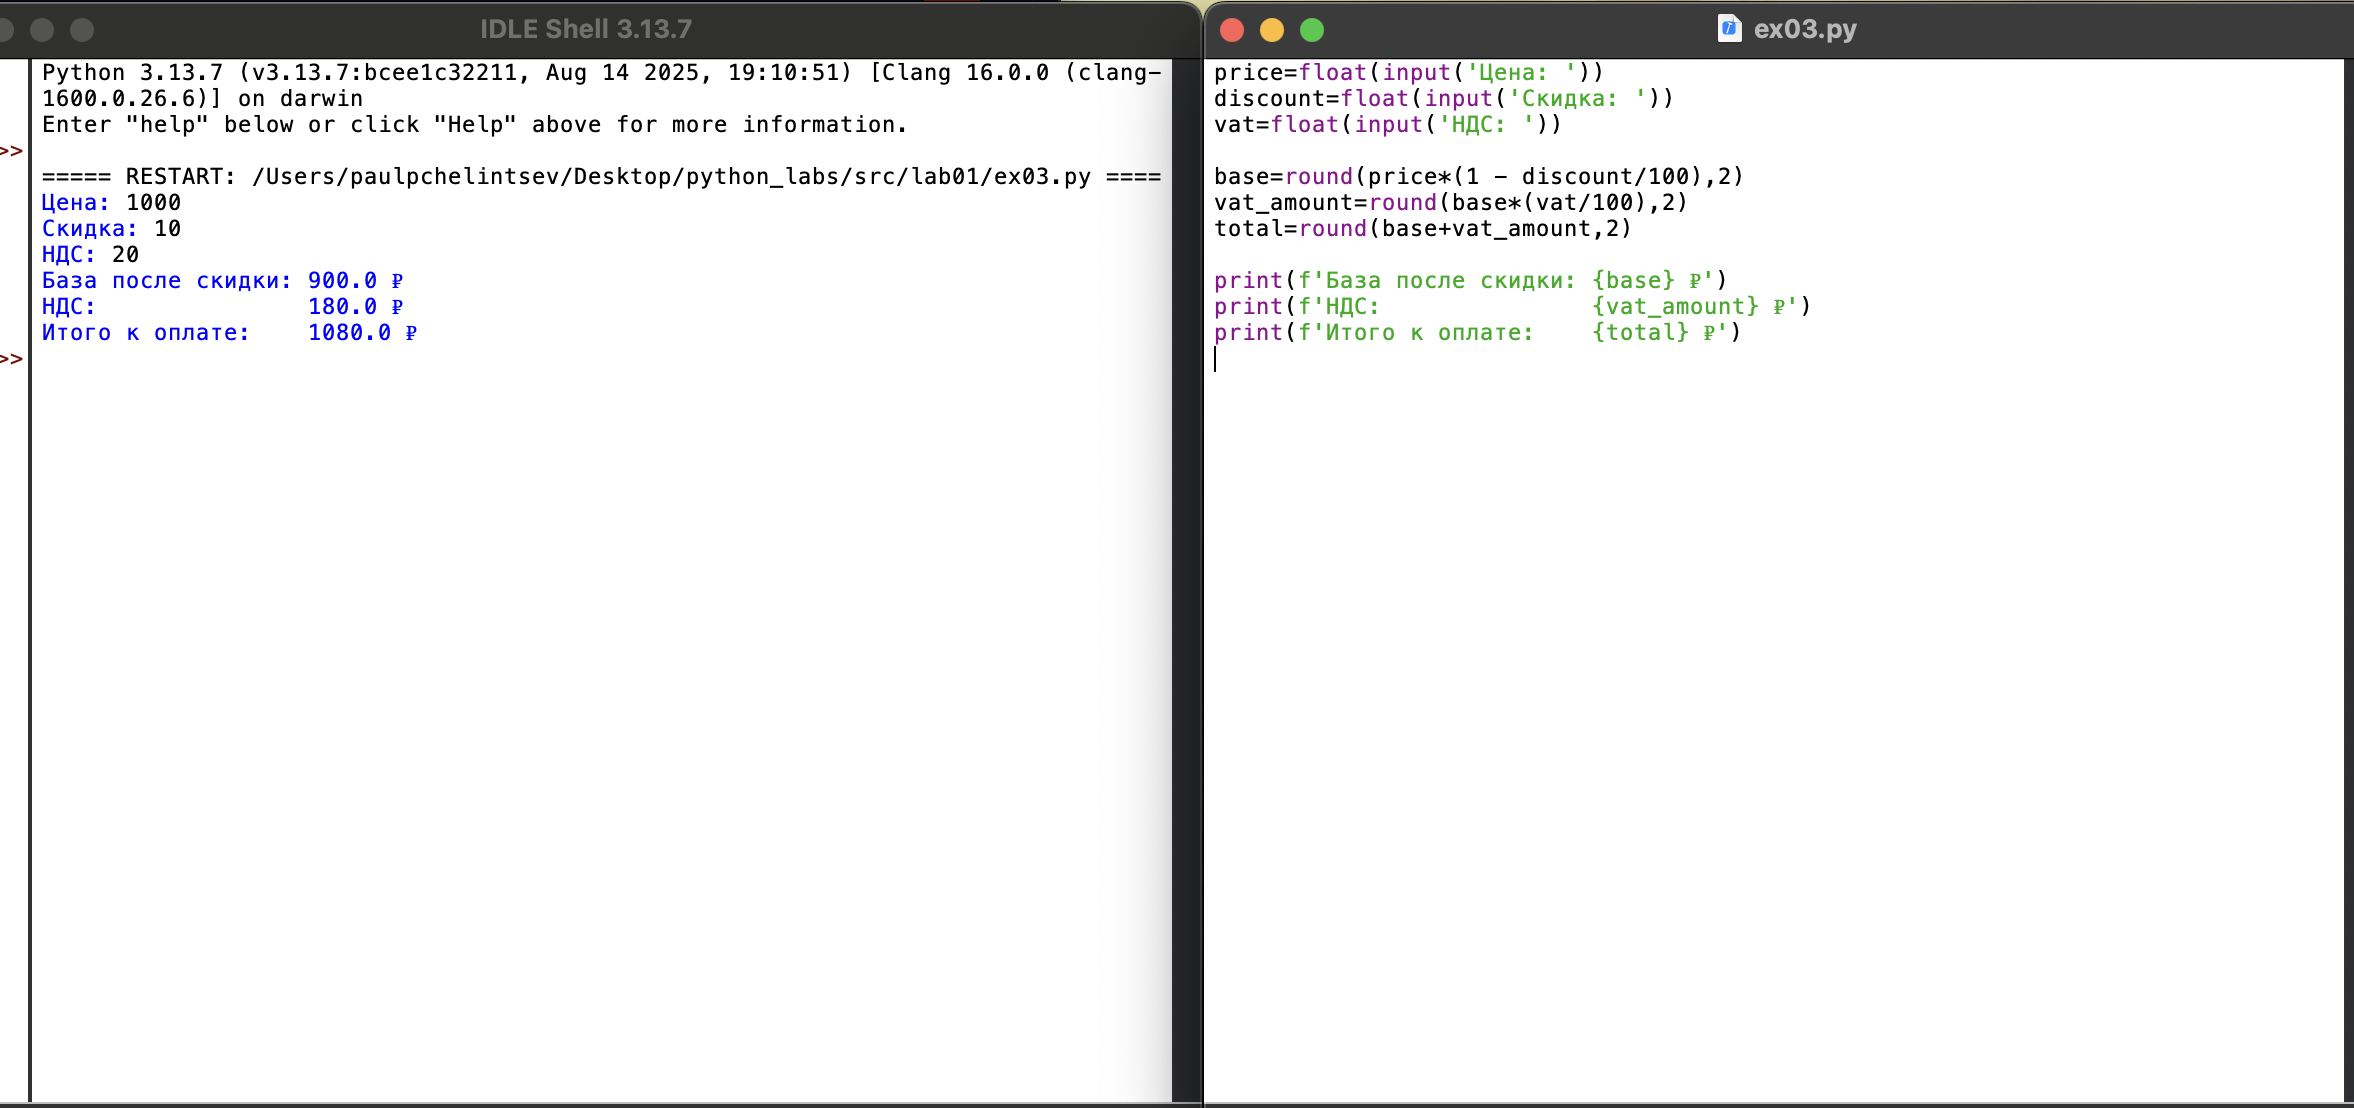 IDLE Shell 3.13.7
Python 3.13.7 (v3.13.7:bcee1c32211, Aug 14 2025, 19:10:51) [Clang 16.0.0 (clang-
1600.0.26.6)] on darwin
Enter "help" below or click "Help" above for more information.
>>
===== RESTART: /Users/paulpchelintsev/Desktop/python_labs/src/lab01/ex03.py ====
Цена: 1000
Скидка: 10
НДС: 20
База после скидки: 900.0 ₽
НДС:               180.0 ₽
Итого к оплате:    1080.0 ₽
>>
ex03.py
price=float(input('Цена: '))
discount=float(input('Скидка: '))
vat=float(input('НДС: '))
base=round(price*(1 - discount/100),2)
vat_amount=round(base*(vat/100),2)
total=round(base+vat_amount,2)
print(f'База после скидки: {base} ₽')
print(f'НДС:               {vat_amount} ₽')
print(f'Итого к оплате:    {total} ₽')